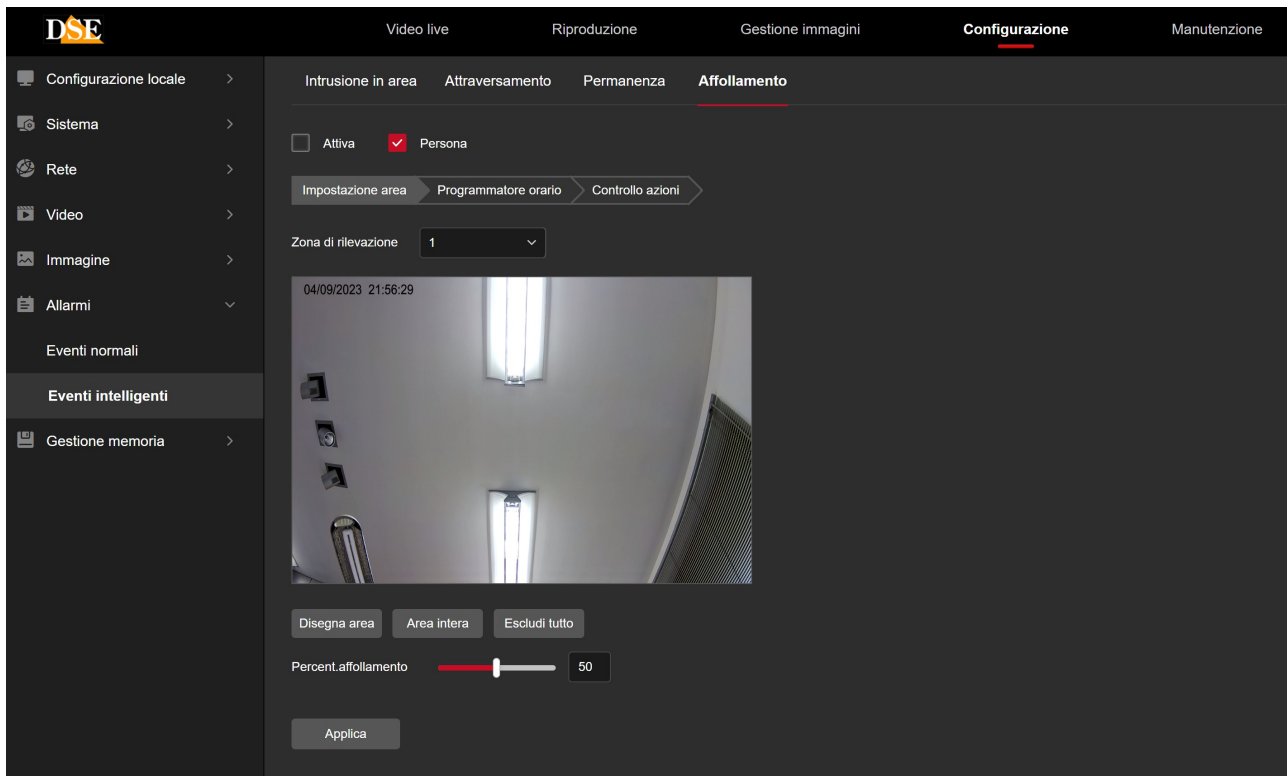 DSE
Video live
Riproduzione
Gestione immagini
Configurazione
Manutenzione
Configurazione locale
Sistema
Rete
Video
Immagine
Allarmi
Eventi normali
Eventi intelligenti
Gestione memoria
Intrusione in area
Attraversamento
Permanenza
Affollamento
Attiva
Persona
Impostazione area
Programmatore orario
Controllo azioni
Zona di rilevazione
1
04/09/2023 21:56:29
Disegna area
Area intera
Escludi tutto
Percent.affollamento
50
Applica